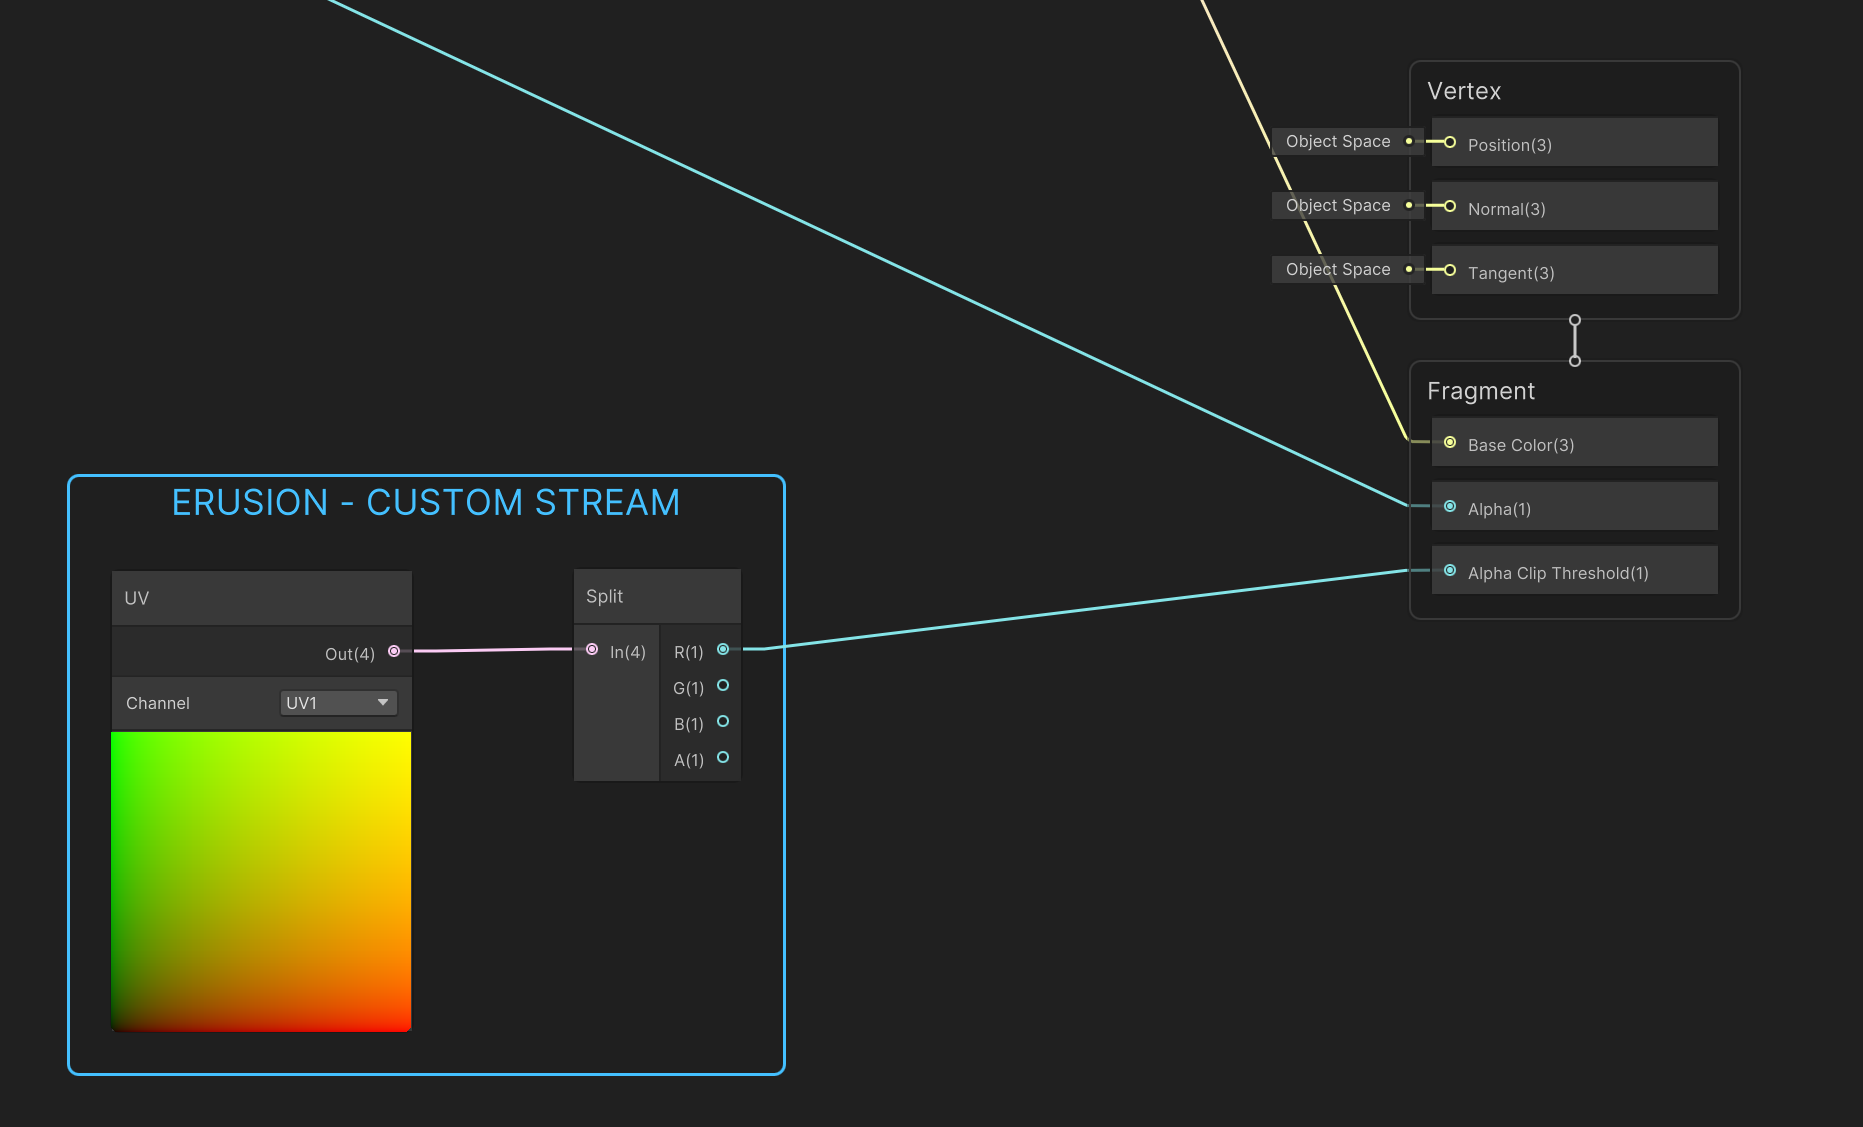 Vertex
Object Space
Position(3)
Object Space
Normal(3)
Object Space
Tangent(3)
Fragment
Base Color(3)
Alpha(1)
Alpha Clip Threshold(1)
ERUSION - CUSTOM STREAM
UV
Out(4)
Channel
UV1
Split
In(4)
R(1)
G(1)
B(1)
A(1)